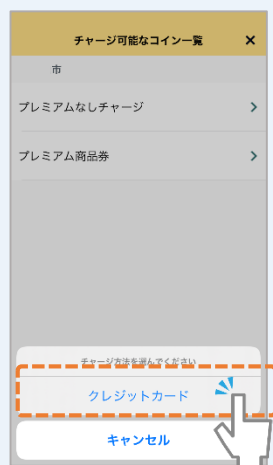 チャージ可能なコイン一覧 ×
市
プレミアムなしチャージ
プレミアム商品券
チャージ方法を選んでください
クレジットカード
キャンセル